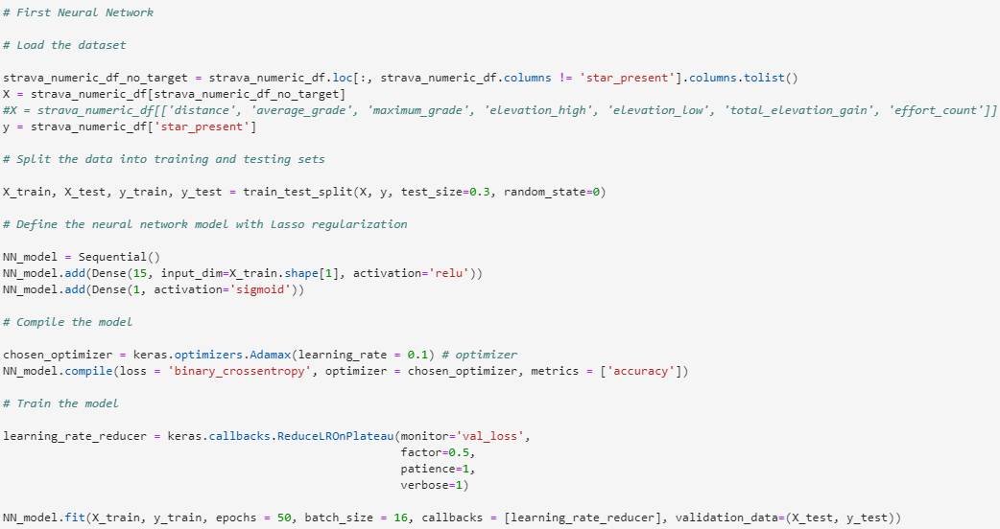 # First Neural Network
# Load the dataset
strava_numeric_df_no_target = strava_numeric_df.loc[:, strava_numeric_df.columns != 'star_present'].columns.tolist()
X = strava_numeric_df[strava_numeric_df_no_target]
#X = strava_numeric_df[['distance', 'average_grade', 'maximum_grade', 'elevation_high', 'elevation_low', 'total_elevation_gain', 'effort_count']]
y = strava_numeric_df['star_present']
# Split the data into training and testing sets
X_train, X_test, y_train, y_test = train_test_split(X, y, test_size=0.3, random_state=0)
# Define the neural network model with Lasso regularization
NN_model = Sequential()
NN_model.add(Dense(15, input_dim=X_train.shape[1], activation='relu'))
NN_model.add(Dense(1, activation='sigmoid'))
# Compile the model
chosen_optimizer = keras.optimizers.Adamax(learning_rate = 0.1) # optimizer
NN_model.compile(loss = 'binary_crossentropy', optimizer = chosen_optimizer, metrics = ['accuracy'])
# Train the model
learning_rate_reducer = keras.callbacks.ReduceLROnPlateau(monitor='val_loss',
factor=0.5,
patience=1,
verbose=1)
NN_model.fit(X_train, y_train, epochs = 50, batch_size = 16, callbacks = [learning_rate_reducer], validation_data=(X_test, y_test))